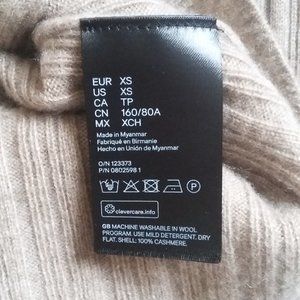 EUR XS
US XS
CA TP
CN 160/80A
MX XCH
Made in Myanmar
Fabriqué en Birmanie
Hecho en Unión de Myanmar
O/N 123373
P/N 0802598 1
clevercare.info
GB MACHINE WASHABLE IN WOOL
PROGRAM. USE MILD DETERGENT. DRY
FLAT. SHELL: 100% CASHMERE.